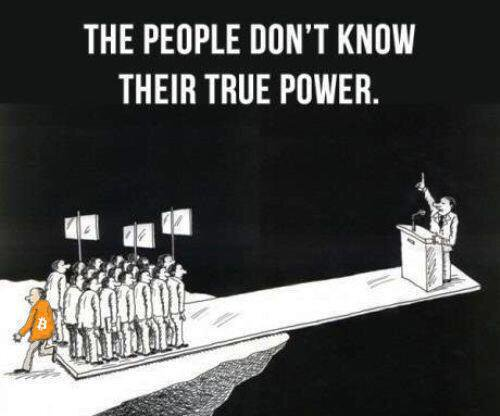 THE PEOPLE DON'T KNOW
THEIR TRUE POWER.
₿